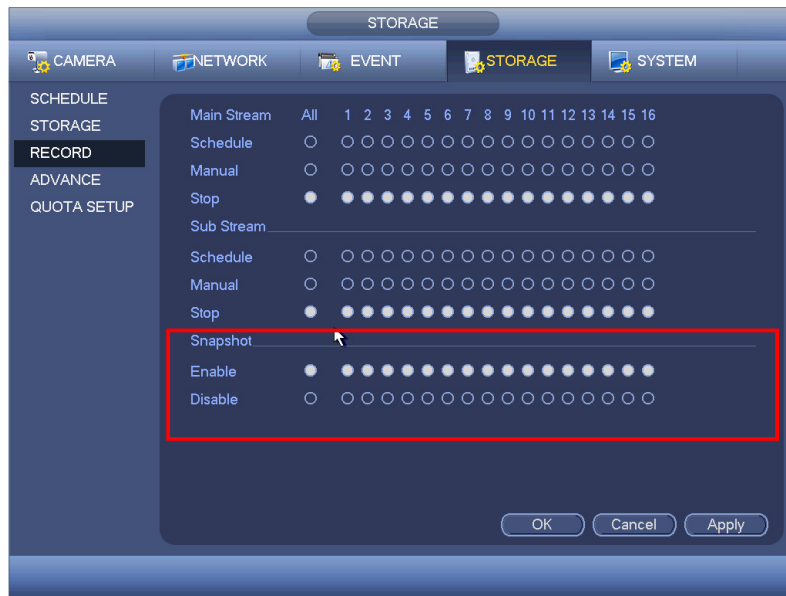 STORAGE
CAMERA NETWORK EVENT STORAGE SYSTEM
SCHEDULE
STORAGE
RECORD
ADVANCE
QUOTA SETUP
Main Stream All 1 2 3 4 5 6 7 8 9 10 11 12 13 14 15 16
Schedule
Manual
Stop
Sub Stream
Schedule
Manual
Stop
Snapshot
Enable
Disable
OK Cancel Apply